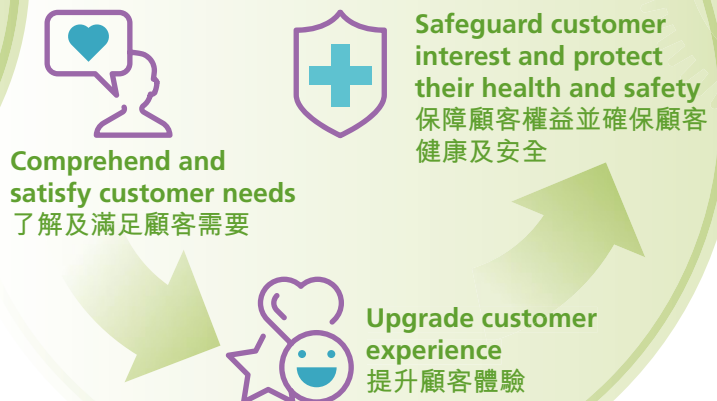 Safeguard customer
interest and protect
their health and safety
保障顧客權益並確保顧客
健康及安全
Comprehend and
satisfy customer needs
了解及滿足顧客需要
Upgrade customer
experience
提升顧客體驗